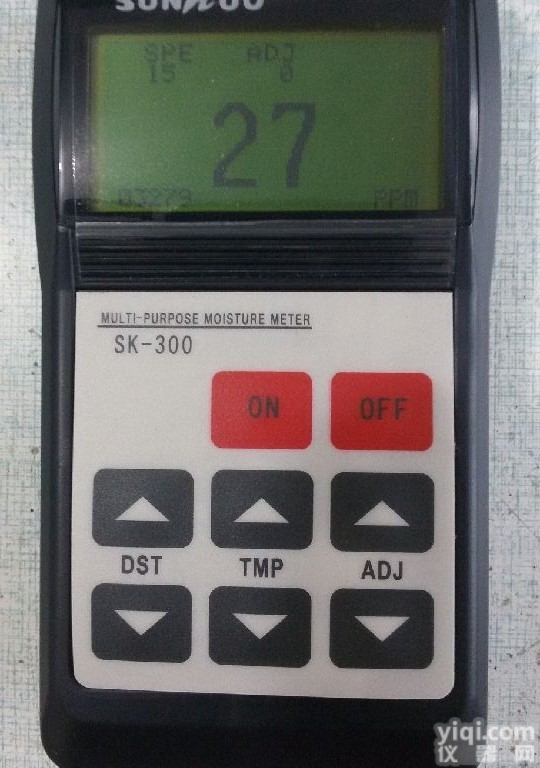 SPE ADJ
15 0
27
PPM
MULTI-PURPOSE MOISTURE METER
SK-300
ON OFF
DST TMP ADJ
yiqi.com
仪器网